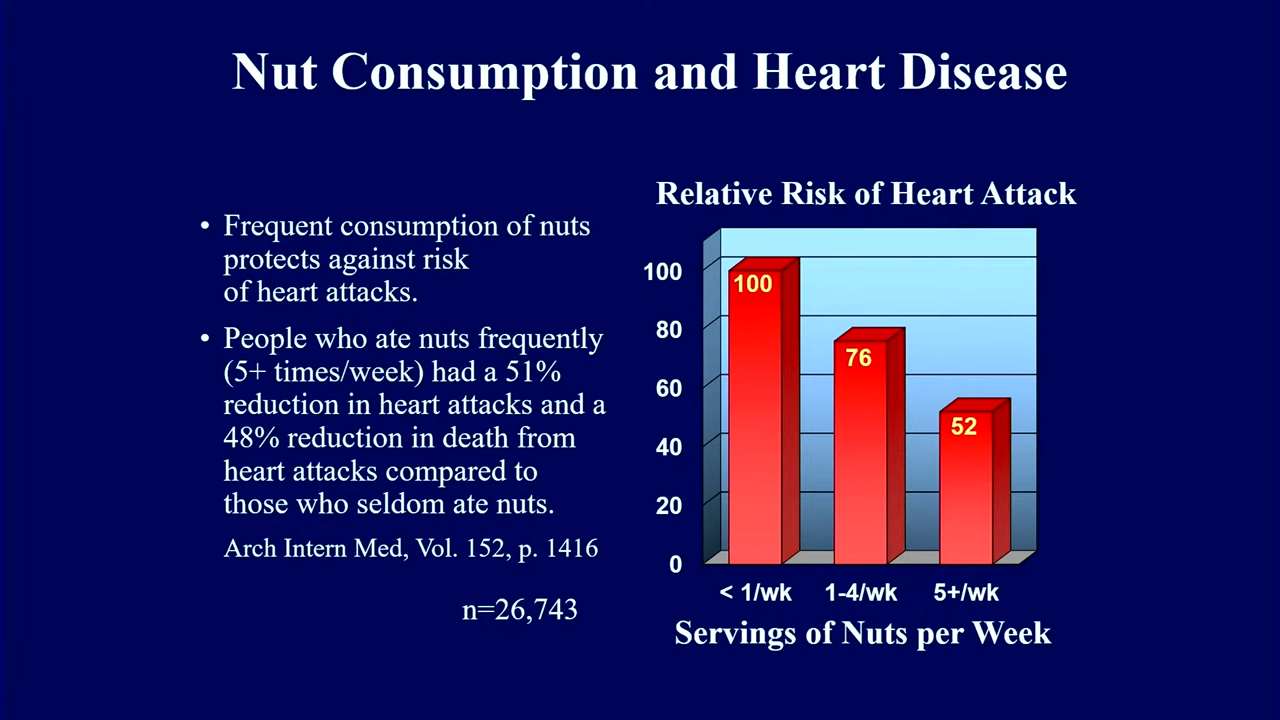 Nut Consumption and Heart Disease
• Frequent consumption of nuts
protects against risk
of heart attacks.
• People who ate nuts frequently
(5+ times/week) had a 51%
reduction in heart attacks and a
48% reduction in death from
heart attacks compared to
those who seldom ate nuts.
Arch Intern Med, Vol. 152, p. 1416
n=26,743
Relative Risk of Heart Attack
100
80
60
40
20
0
100
76
52
< 1/wk 1-4/wk 5+/wk
Servings of Nuts per Week